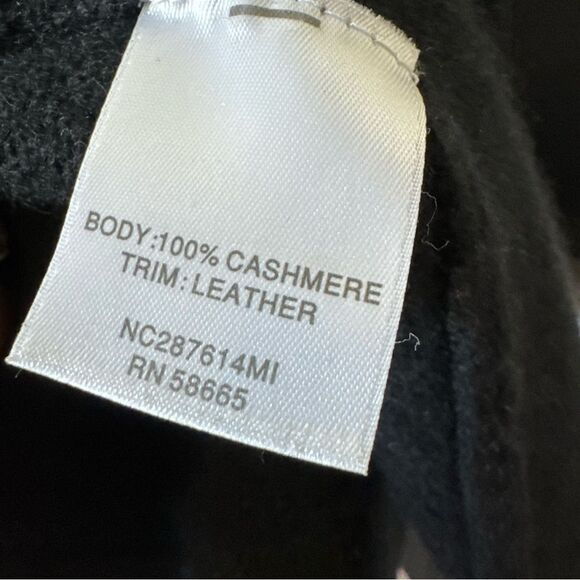 BODY:100% CASHMERE
TRIM: LEATHER
NC287614MI
RN 58665